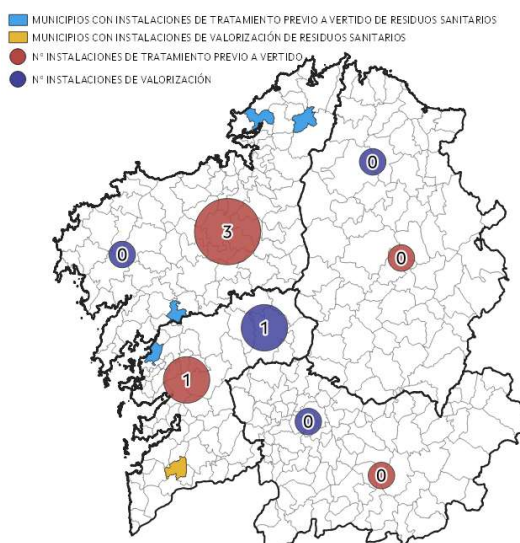 MUNICIPIOS CON INSTALACIONES DE TRATAMIENTO PREVIO A VERTIDO DE RESIDUOS SANITARIOS
MUNICIPIOS CON INSTALACIONES DE VALORIZACIÓN DE RESIDUOS SANITARIOS
Nº INSTALACIONES DE TRATAMIENTO PREVIO A VERTIDO
Nº INSTALACIONES DE VALORIZACIÓN
0
3
0
0
1
1
0
0